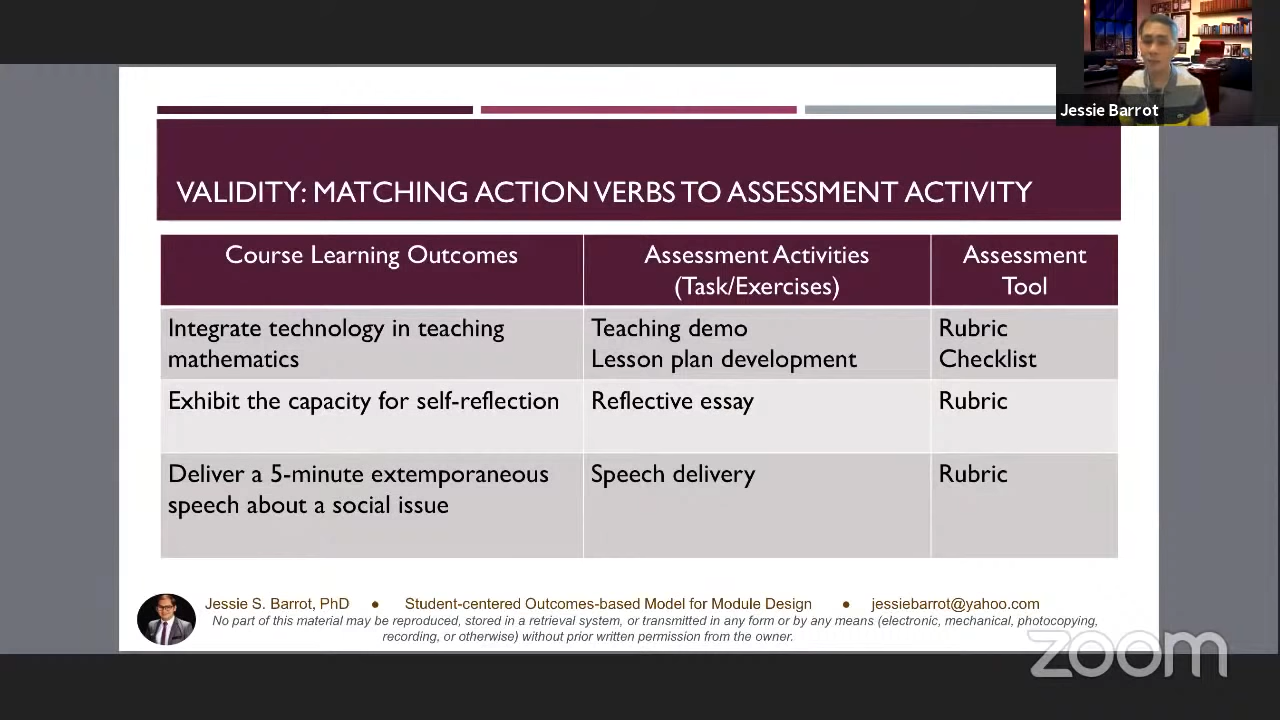 Jessie Barrot
VALIDITY: MATCHING ACTION VERBS TO ASSESSMENT ACTIVITY
Course Learning Outcomes
Assessment Activities
(Task/Exercises)
Assessment
Tool
Integrate technology in teaching
mathematics
Teaching demo
Lesson plan development
Rubric
Checklist
Exhibit the capacity for self-reflection
Reflective essay
Rubric
Deliver a 5-minute extemporaneous
speech about a social issue
Speech delivery
Rubric
Jessie S. Barrot, PhD ● Student-centered Outcomes-based Model for Module Design ● jessiebarrot@yahoo.com
No part of this material may be reproduced, stored in a retrieval system, or transmitted in any form or by any means (electronic, mechanical, photocopying,
recording, or otherwise) without prior written permission from the owner.
zoom